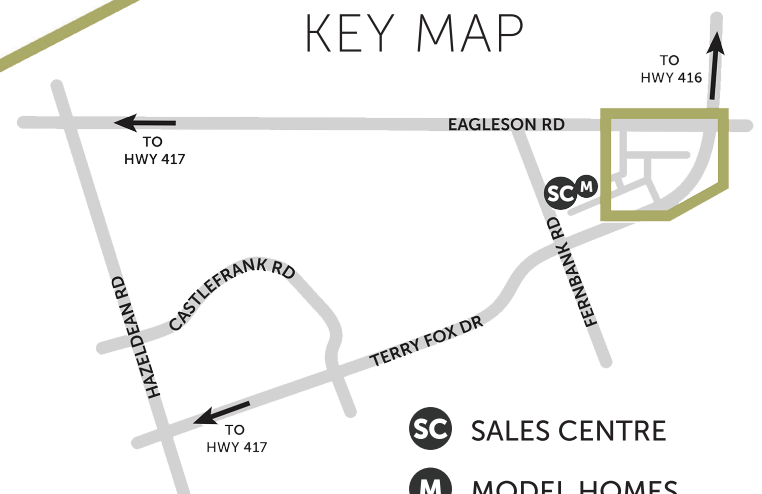 KEY MAP
TO
HWY 416
EAGLESON RD
TO
HWY 417
SC M
FERNBANK RD
CASTLEFRANK RD
HAZELDEAN RD
TERRY FOX DR
TO
HWY 417
SC SALES CENTRE
M MODEL HOMES